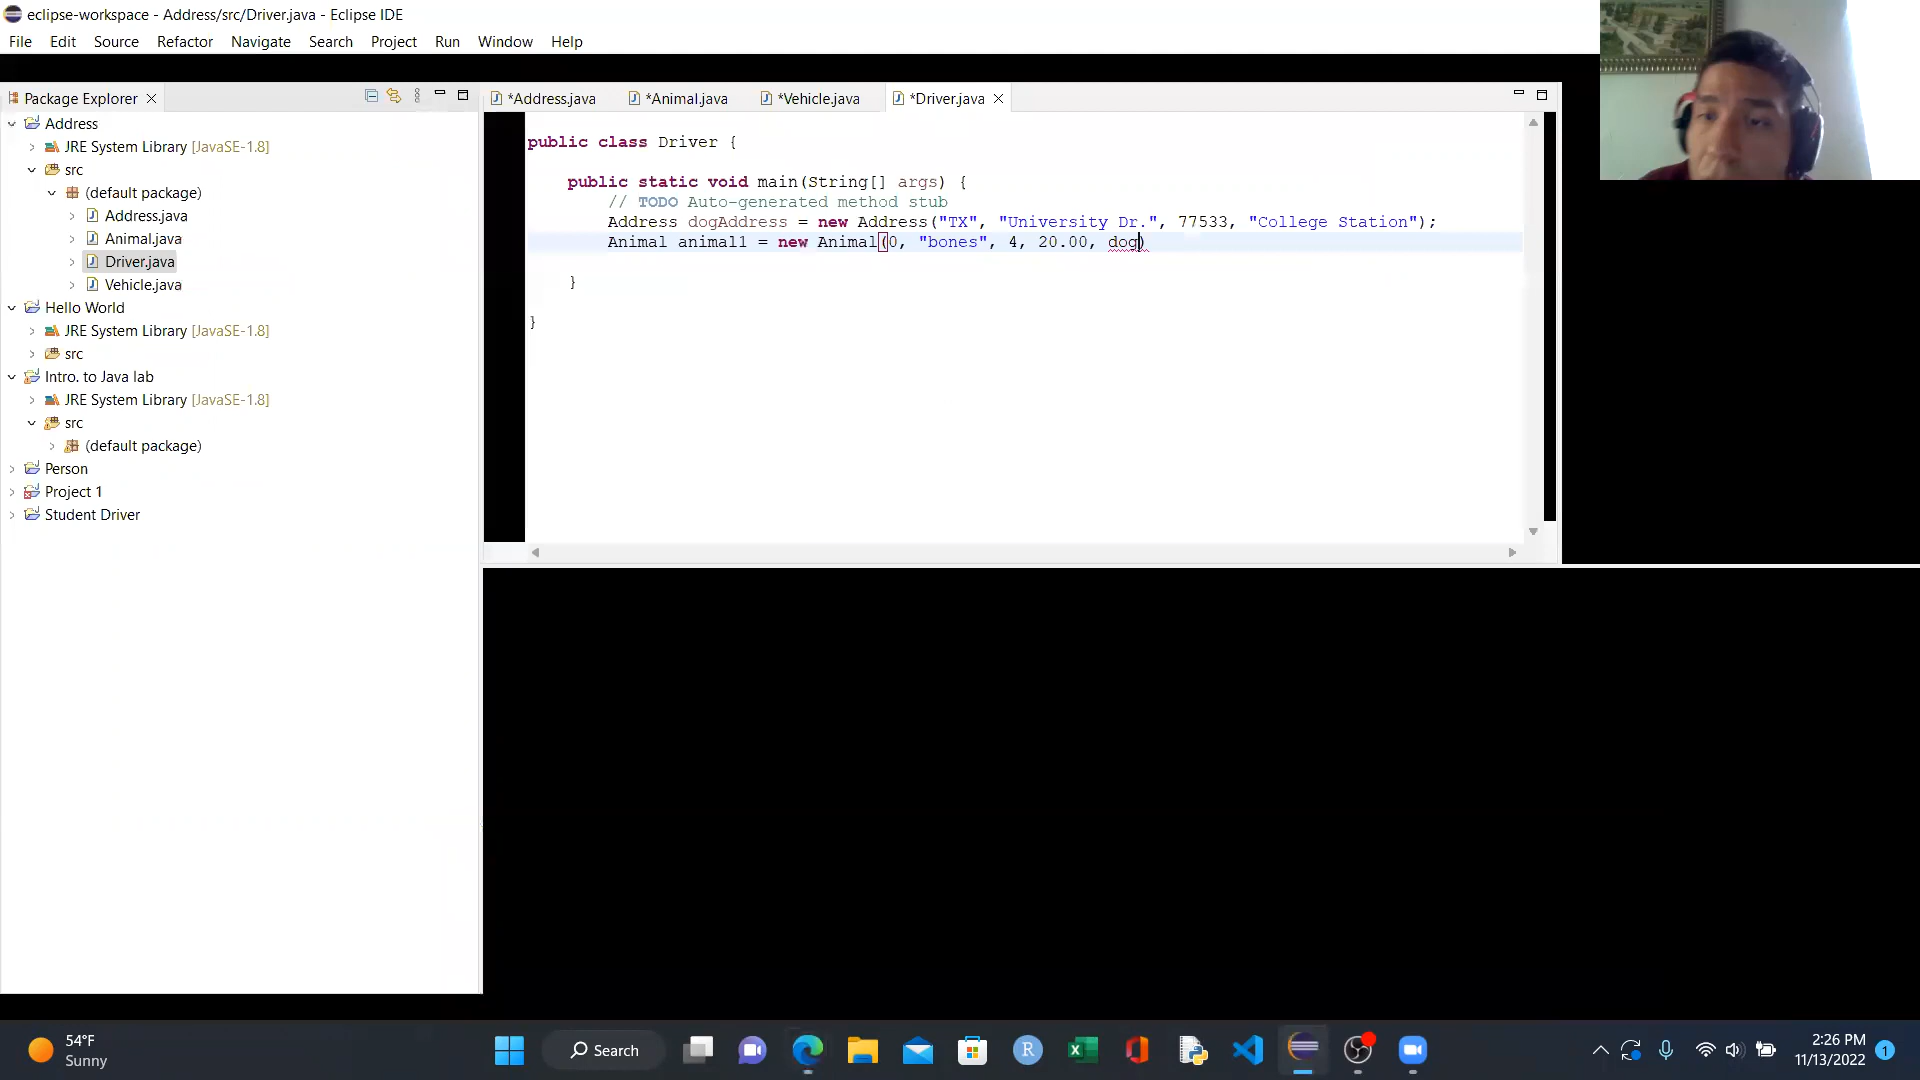 eclipse-workspace - Address/src/Driver.java - Eclipse IDE
File Edit Source Refactor Navigate Search Project Run Window Help
Package Explorer
*Address.java *Animal.java *Vehicle.java *Driver.java
Address
JRE System Library [JavaSE-1.8]
src
(default package)
Address.java
Animal.java
Driver.java
Vehicle.java
Hello World
JRE System Library [JavaSE-1.8]
src
Intro. to Java lab
JRE System Library [JavaSE-1.8]
src
(default package)
Person
Project 1
Student Driver
public class Driver {
public static void main(String[] args) {
// TODO Auto-generated method stub
Address dogAddress = new Address("TX", "University Dr.", 77533, "College Station");
Animal animal1 = new Animal(0, "bones", 4, 20.00, dog)
}
}
54°F
Sunny
Search
2:26 PM
11/13/2022
1